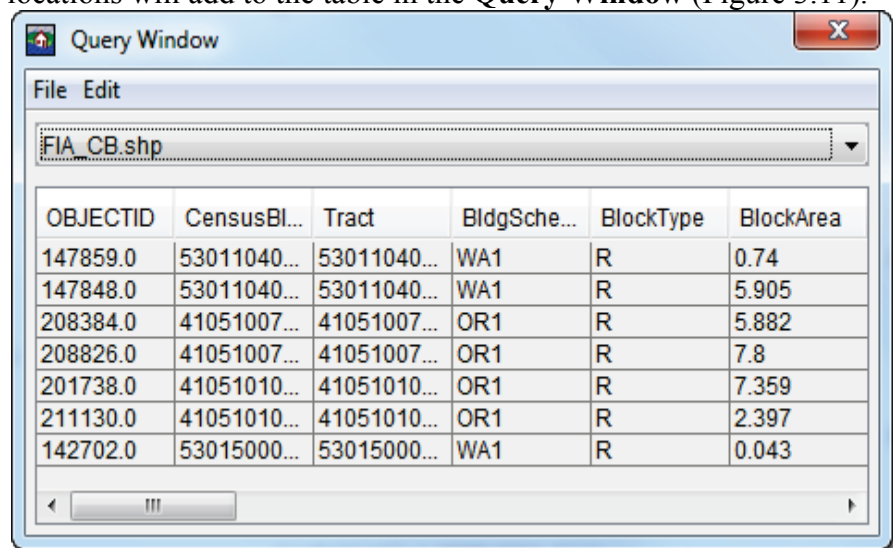 locations will add to the table in the Query Window (Figure 3.11).
Query Window
File Edit
FIA_CB.shp
OBJECTID CensusBl... Tract BldgSche... BlockType BlockArea
147859.0 53011040... 53011040... WA1 R 0.74
147848.0 53011040... 53011040... WA1 R 5.905
208384.0 41051007... 41051007... OR1 R 5.882
208826.0 41051007... 41051007... OR1 R 7.8
201738.0 41051010... 41051010... OR1 R 7.359
211130.0 41051010... 41051010... OR1 R 2.397
142702.0 53015000... 53015000... WA1 R 0.043